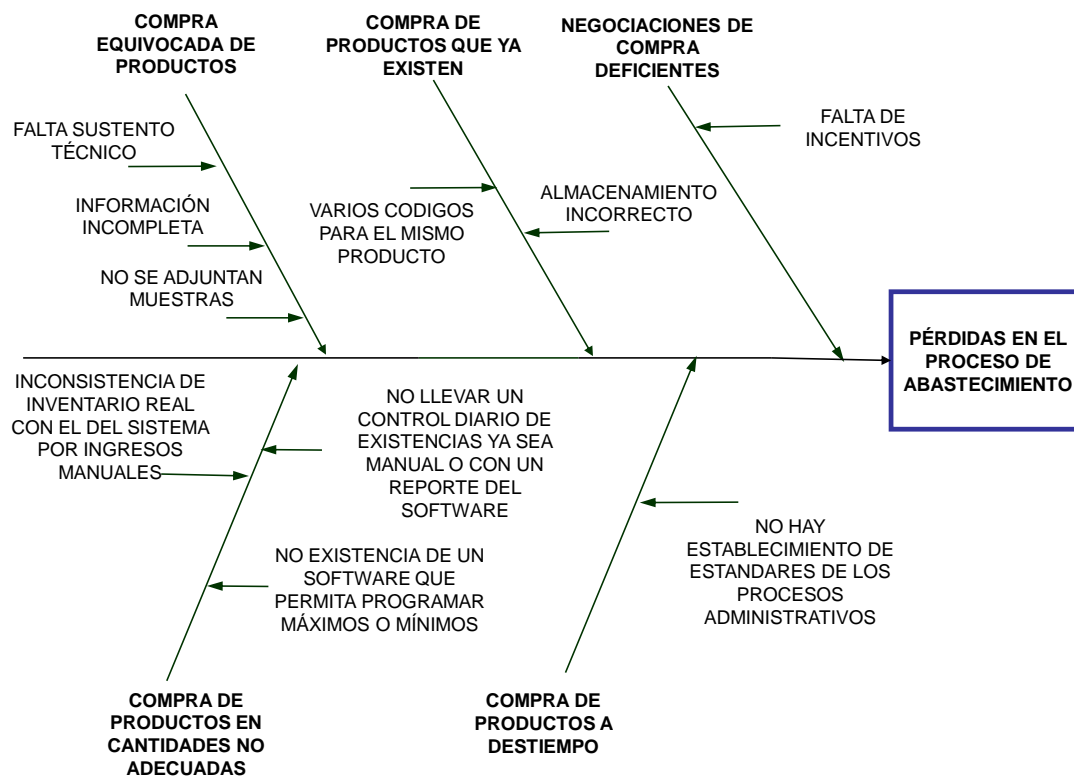 COMPRA
EQUIVOCADA DE
PRODUCTOS
COMPRA DE
PRODUCTOS QUE YA
EXISTEN
NEGOCIACIONES DE
COMPRA
DEFICIENTES
FALTA SUSTENTO
TÉCNICO
INFORMACIÓN
INCOMPLETA
NO SE ADJUNTAN
MUESTRAS
VARIOS CODIGOS
PARA EL MISMO
PRODUCTO
ALMACENAMIENTO
INCORRECTO
FALTA DE
INCENTIVOS
PÉRDIDAS EN EL
PROCESO DE
ABASTECIMIENTO
INCONSISTENCIA DE
INVENTARIO REAL
CON EL DEL SISTEMA
POR INGRESOS
MANUALES
NO LLEVAR UN
CONTROL DIARIO DE
EXISTENCIAS YA SEA
MANUAL O CON UN
REPORTE DEL
SOFTWARE
NO EXISTENCIA DE UN
SOFTWARE QUE
PERMITA PROGRAMAR
MÁXIMOS O MÍNIMOS
NO HAY
ESTABLECIMIENTO DE
ESTANDARES DE LOS
PROCESOS
ADMINISTRATIVOS
COMPRA DE
PRODUCTOS EN
CANTIDADES NO
ADECUADAS
COMPRA DE
PRODUCTOS A
DESTIEMPO